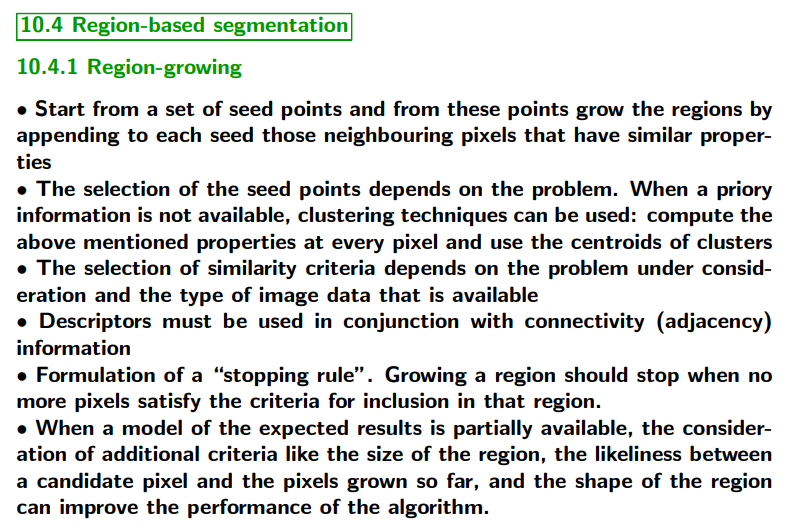 10.4 Region-based segmentation
10.4.1 Region-growing
• Start from a set of seed points and from these points grow the regions by
appending to each seed those neighbouring pixels that have similar proper-
ties
• The selection of the seed points depends on the problem. When a priory
information is not available, clustering techniques can be used: compute the
above mentioned properties at every pixel and use the centroids of clusters
• The selection of similarity criteria depends on the problem under consid-
eration and the type of image data that is available
• Descriptors must be used in conjunction with connectivity (adjacency)
information
• Formulation of a “stopping rule”. Growing a region should stop when no
more pixels satisfy the criteria for inclusion in that region.
• When a model of the expected results is partially available, the consider-
ation of additional criteria like the size of the region, the likeliness between
a candidate pixel and the pixels grown so far, and the shape of the region
can improve the performance of the algorithm.